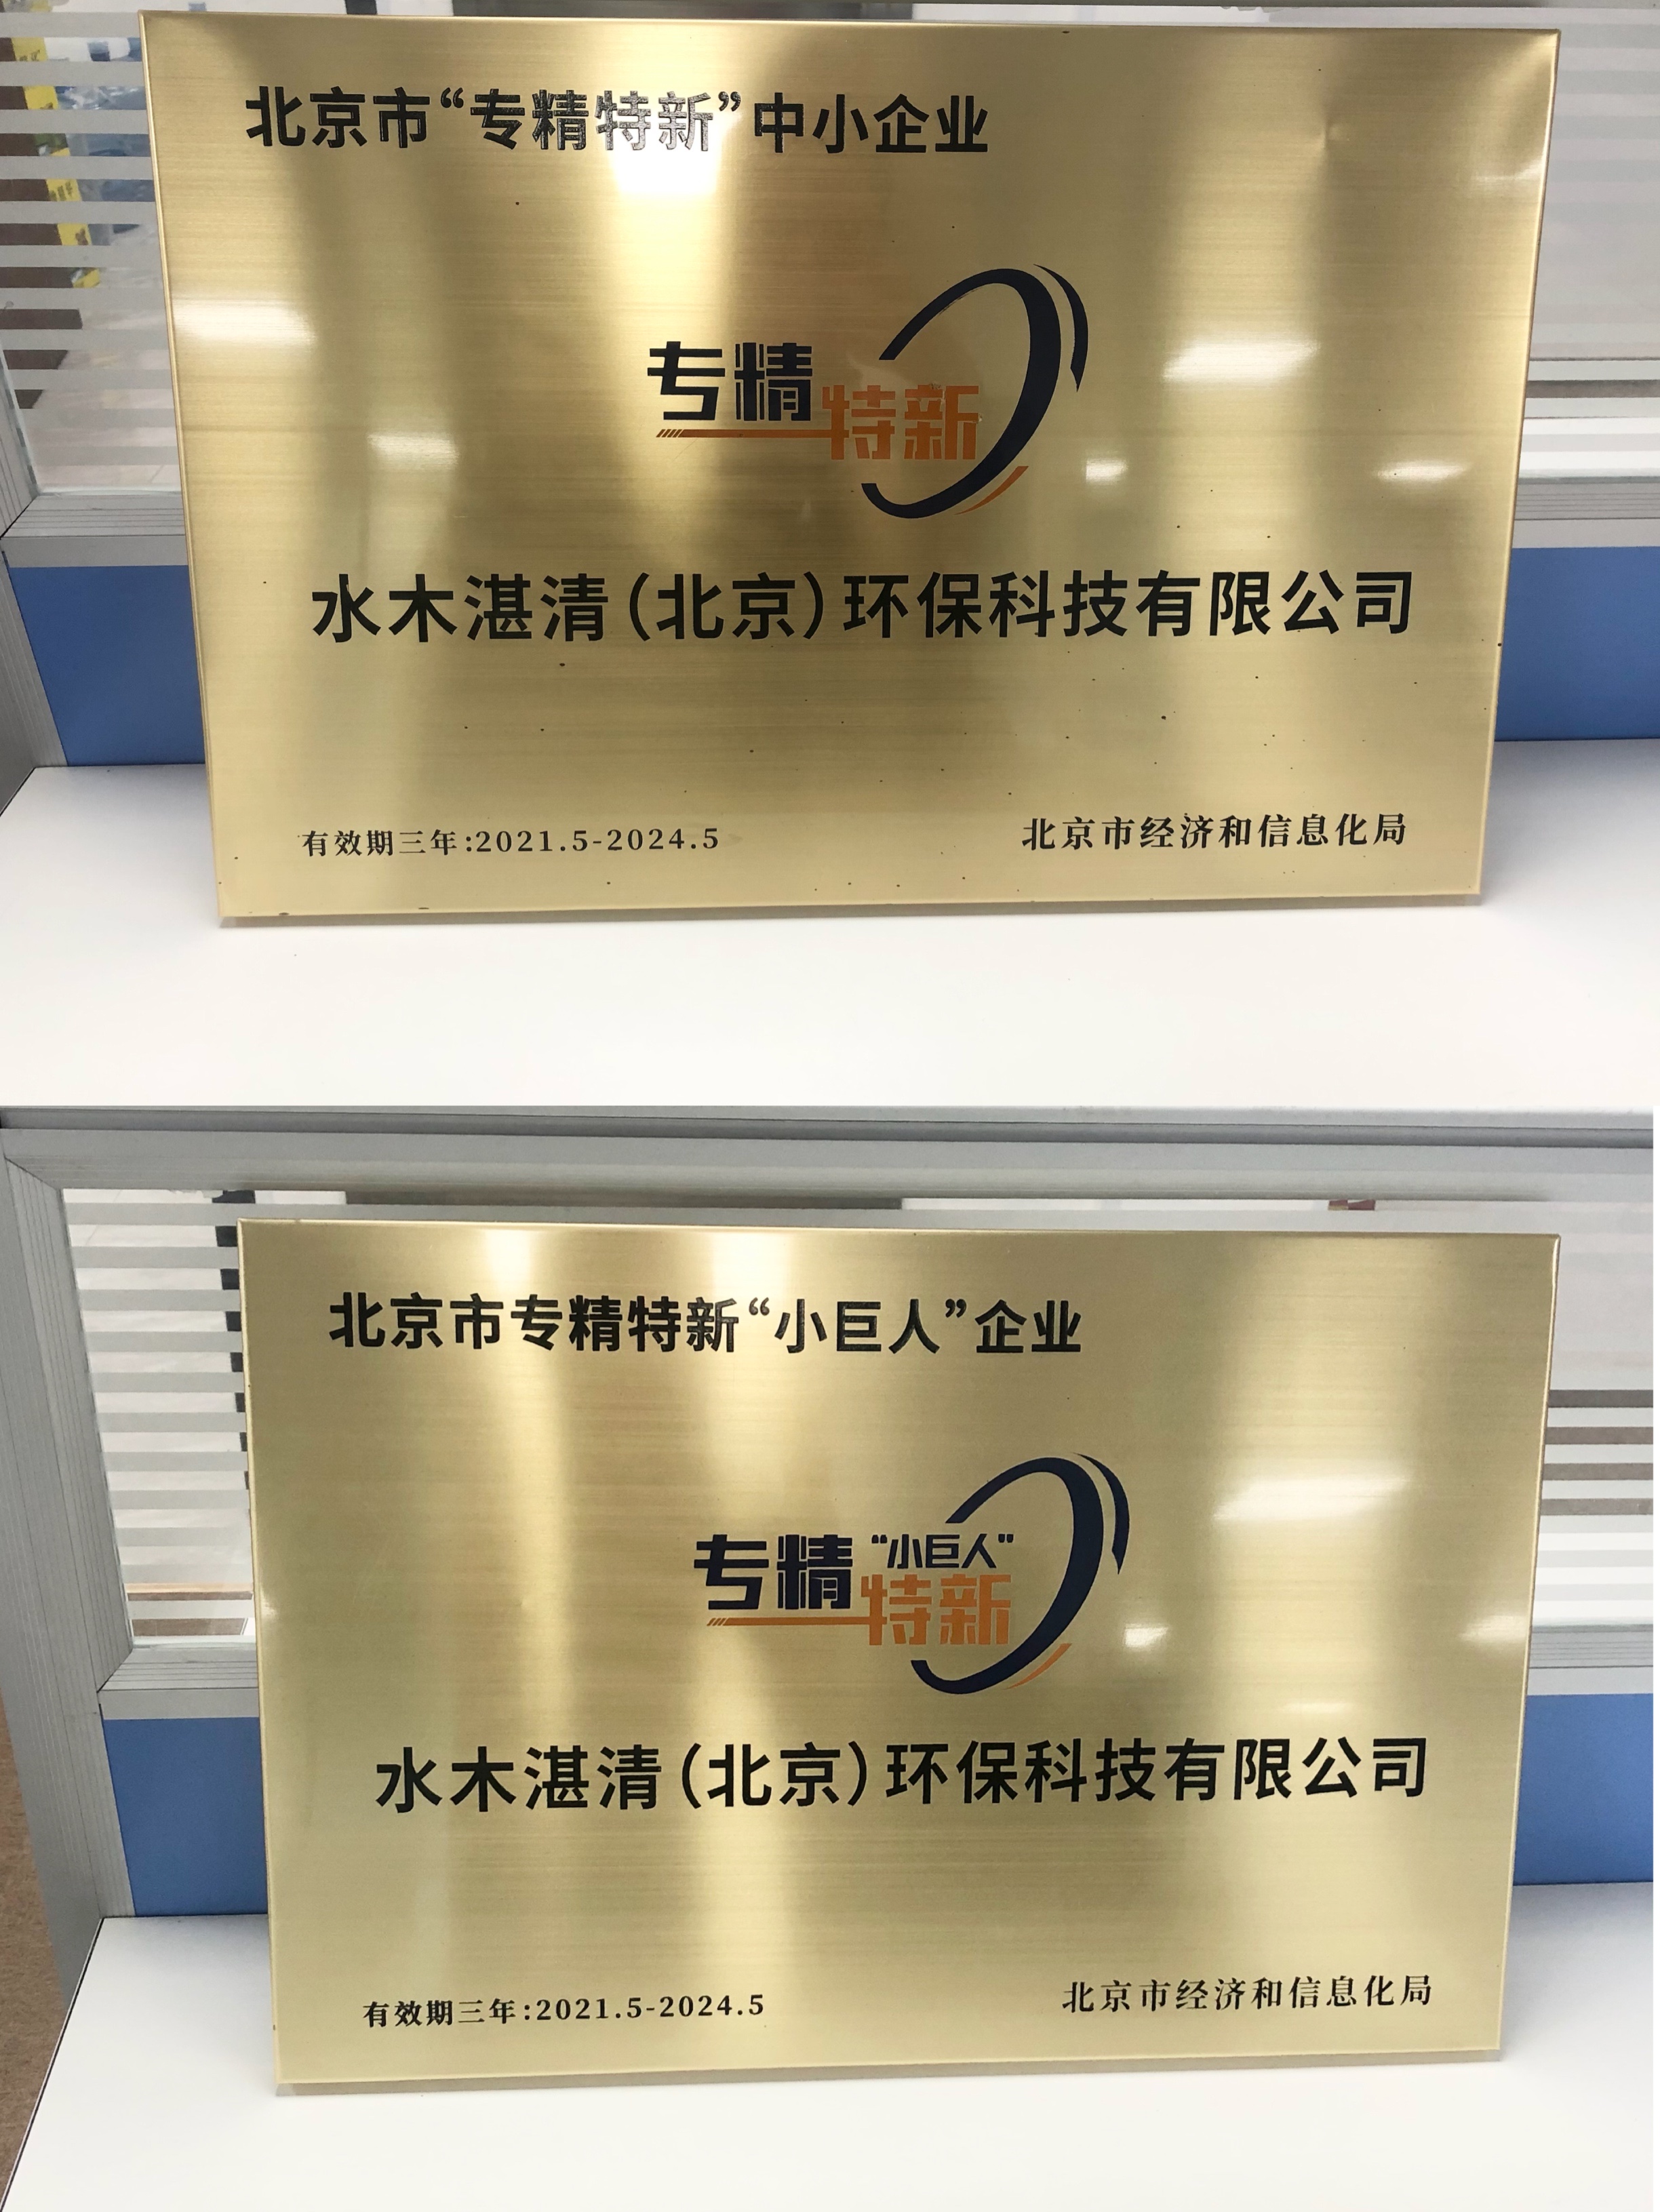 北京市“专精特新”中小企业
专精
特新
水木湛清(北京)环保科技有限公司
有效期三年:2021.5-2024.5
北京市经济和信息化局
北京市专精特新“小巨人”企业
专精“小巨人”
特新
水木湛清(北京)环保科技有限公司
有效期三年:2021.5-2024.5
北京市经济和信息化局